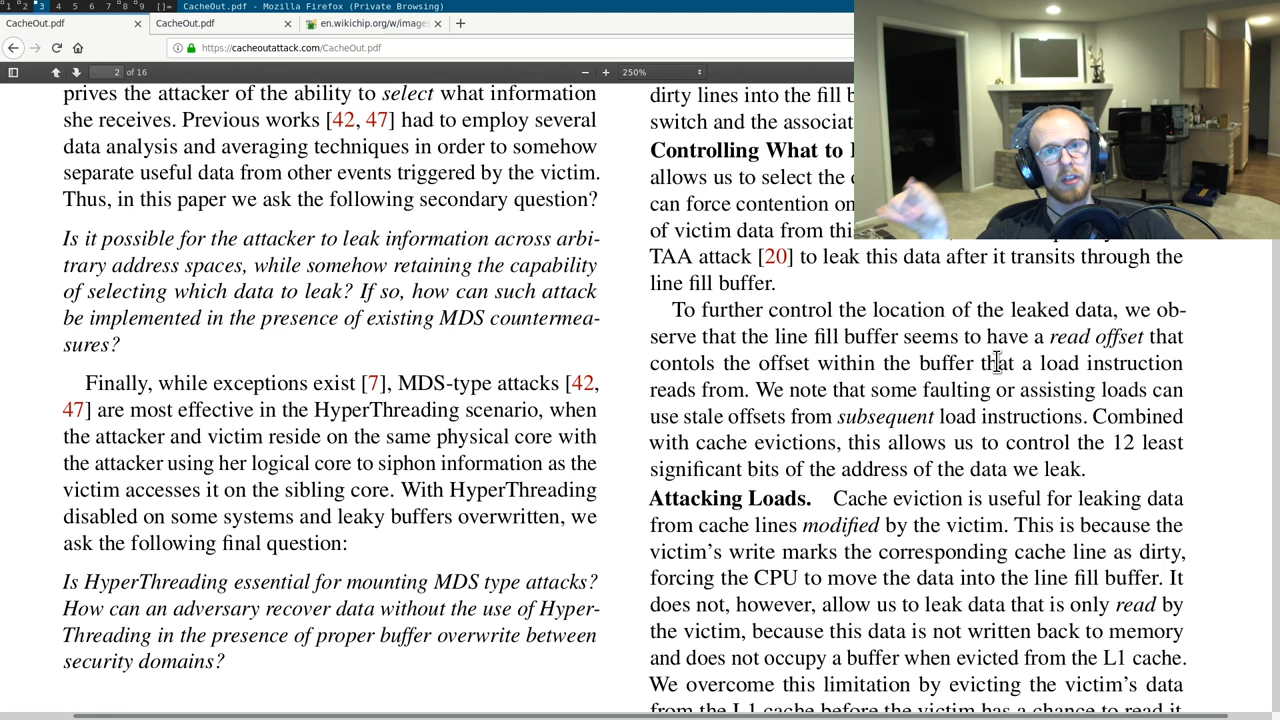 1 2 3 4 5 6 7 8 9 []= CacheOut.pdf - Mozilla Firefox (Private Browsing)
CacheOut.pdf × CacheOut.pdf × en.wikichip.org/w/image × +
https://cacheoutattack.com/CacheOut.pdf
2 of 16 − + 250%
prives the attacker of the ability to select what information
she receives. Previous works [42, 47] had to employ several
data analysis and averaging techniques in order to somehow
separate useful data from other events triggered by the victim.
Thus, in this paper we ask the following secondary question?
Is it possible for the attacker to leak information across arbi-
trary address spaces, while somehow retaining the capability
of selecting which data to leak? If so, how can such attack
be implemented in the presence of existing MDS countermea-
sures?
Finally, while exceptions exist [7], MDS-type attacks [42,
47] are most effective in the HyperThreading scenario, when
the attacker and victim reside on the same physical core with
the attacker using her logical core to siphon information as the
victim accesses it on the sibling core. With HyperThreading
disabled on some systems and leaky buffers overwritten, we
ask the following final question:
Is HyperThreading essential for mounting MDS type attacks?
How can an adversary recover data without the use of Hyper-
Threading in the presence of proper buffer overwrite between
security domains?
dirty lines into the fill b
switch and the associat
Controlling What to
allows us to select the
can force contention on
of victim data from thi
TAA attack [20] to leak this data after it transits through the
line fill buffer.
To further control the location of the leaked data, we ob-
serve that the line fill buffer seems to have a read offset that
contols the offset within the buffer that a load instruction
reads from. We note that some faulting or assisting loads can
use stale offsets from subsequent load instructions. Combined
with cache evictions, this allows us to control the 12 least
significant bits of the address of the data we leak.
Attacking Loads. Cache eviction is useful for leaking data
from cache lines modified by the victim. This is because the
victim's write marks the corresponding cache line as dirty,
forcing the CPU to move the data into the line fill buffer. It
does not, however, allow us to leak data that is only read by
the victim, because this data is not written back to memory
and does not occupy a buffer when evicted from the L1 cache.
We overcome this limitation by evicting the victim's data
from the L1 cache before the victim has a chance to read it,